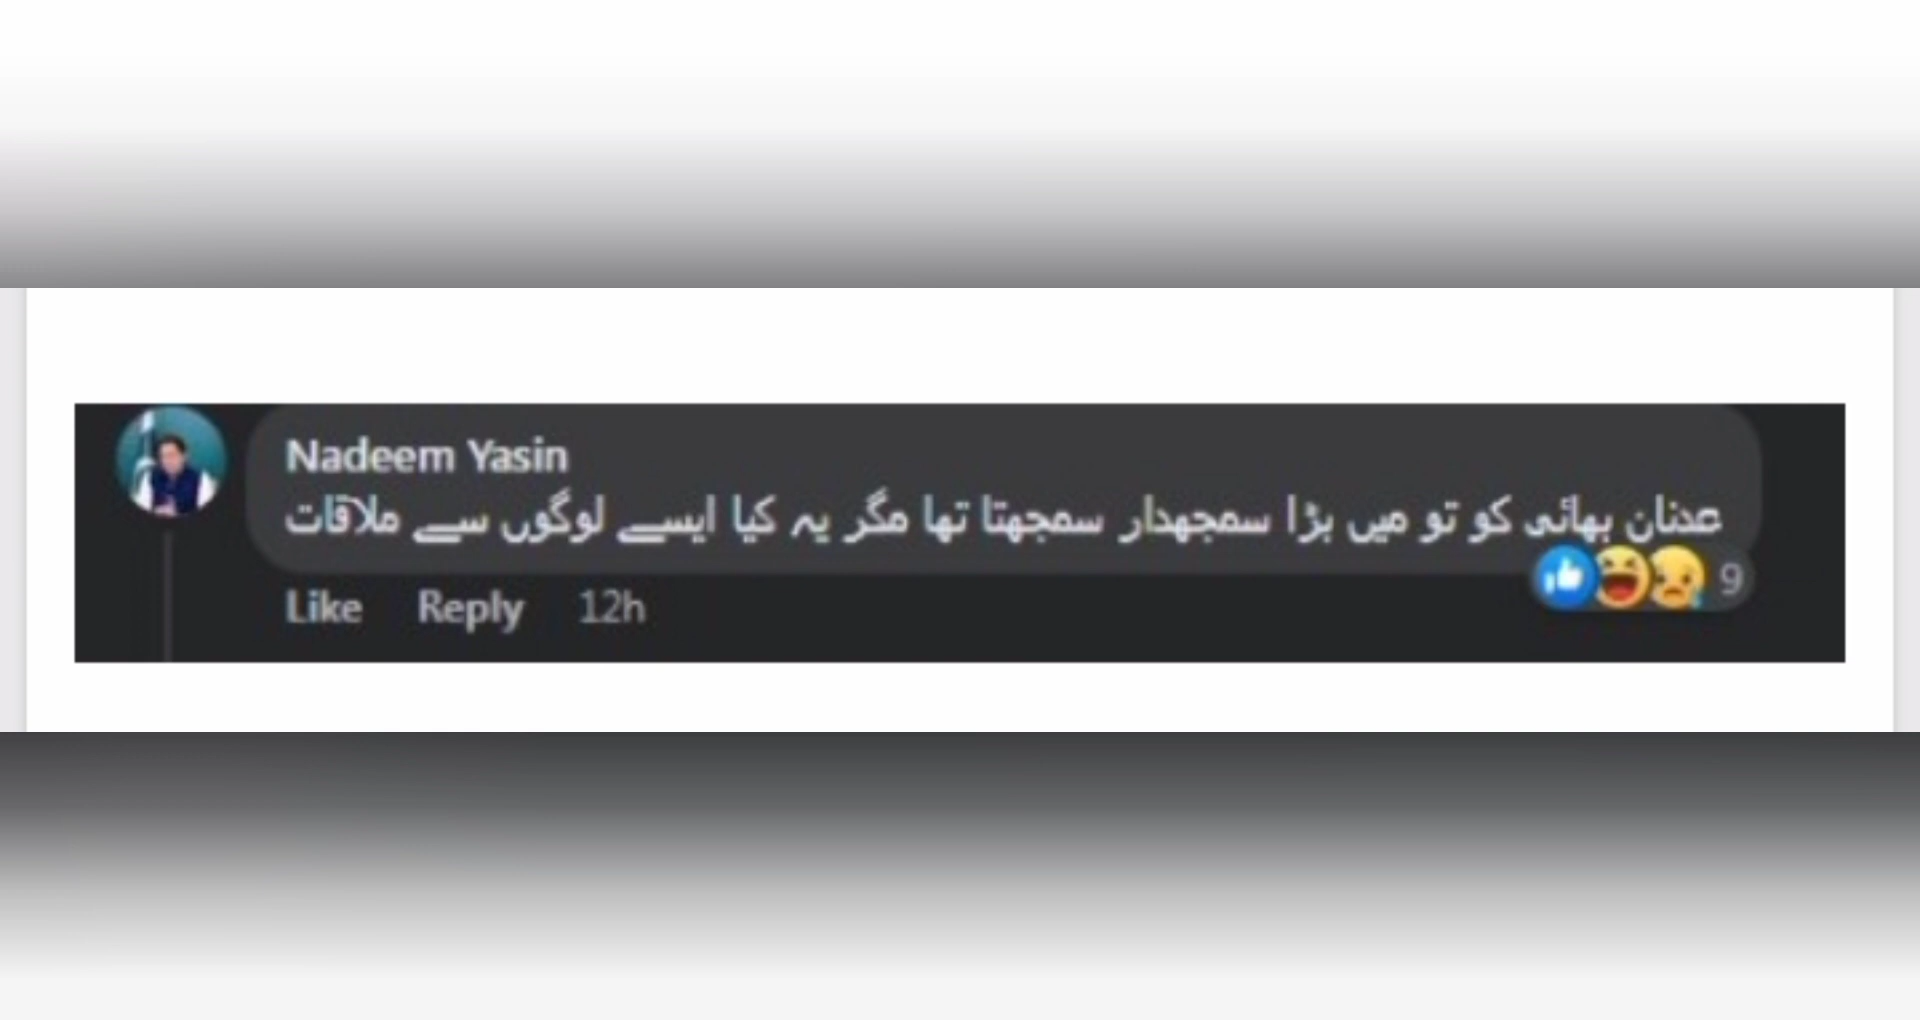 Nadeem Yasin
عدنان بھائی کو تو میں بڑا سمجھدار سمجھتا تھا مگر یہ کیا ایسے لوگوں سے ملاقات
9
Like Reply 12h